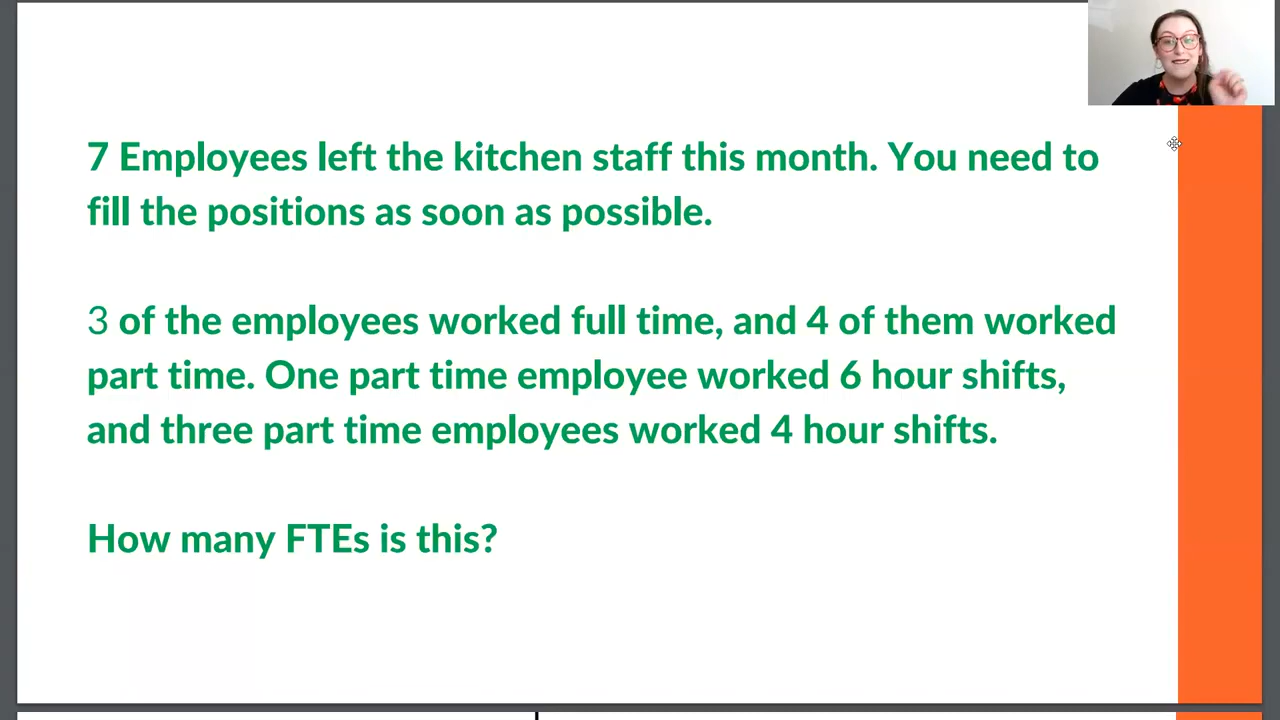 7 Employees left the kitchen staff this month. You need to
fill the positions as soon as possible.
3 of the employees worked full time, and 4 of them worked
part time. One part time employee worked 6 hour shifts,
and three part time employees worked 4 hour shifts.
How many FTEs is this?